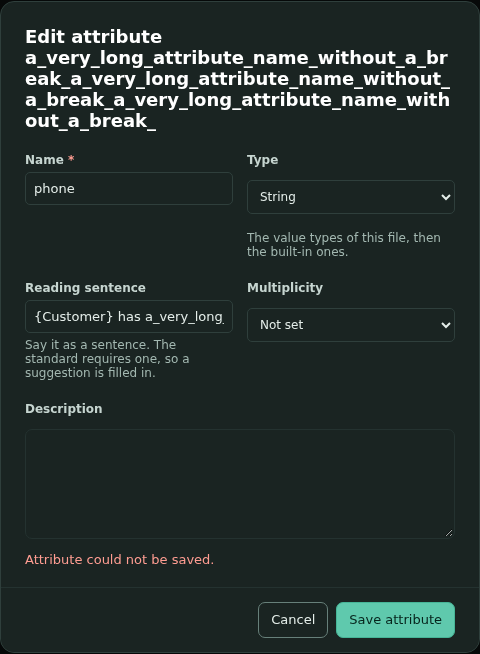 Edit attribute
a_very_long_attribute_name_without_a_br
eak_a_very_long_attribute_name_without_
a_break_a_very_long_attribute_name_with
out_a_break_
Name *
Type
phone
String
The value types of this file, then
the built-in ones.
Reading sentence
Multiplicity
{Customer} has a_very_long_
Not set
Say it as a sentence. The
standard requires one, so a
suggestion is filled in.
Description
Attribute could not be saved.
Cancel
Save attribute